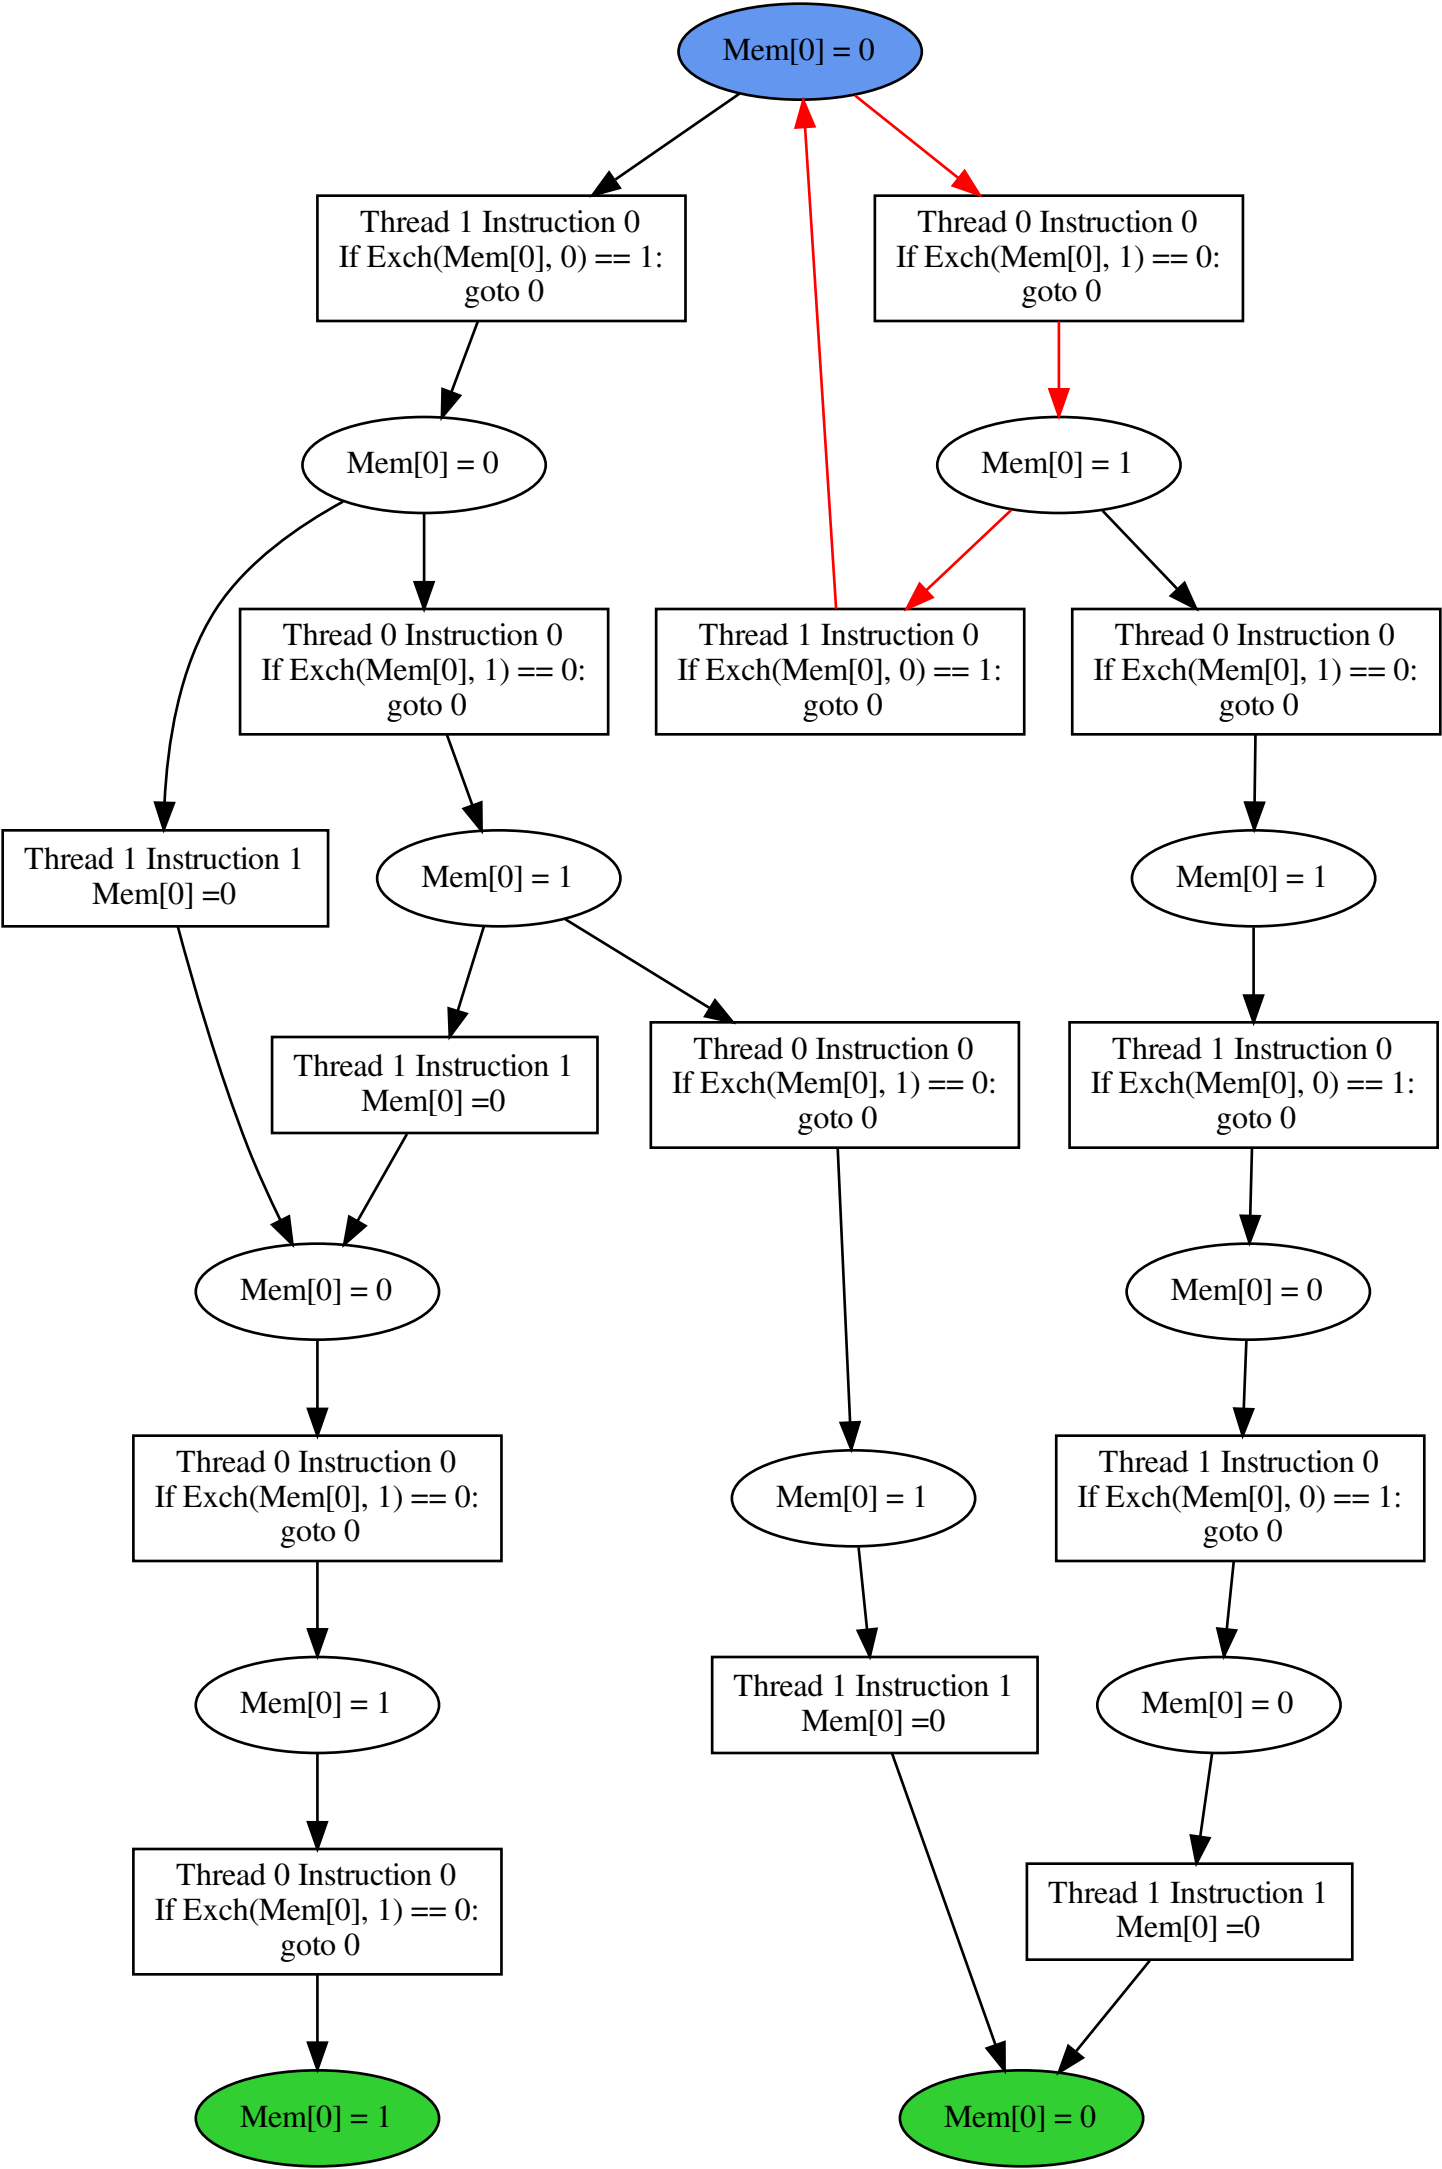 Mem[0] = 0
Thread 1 Instruction 0
If Exch(Mem[0], 0) == 1:
goto 0
Thread 0 Instruction 0
If Exch(Mem[0], 1) == 0:
goto 0
Mem[0] = 0
Mem[0] = 1
Thread 0 Instruction 0
If Exch(Mem[0], 1) == 0:
goto 0
Thread 1 Instruction 0
If Exch(Mem[0], 0) == 1:
goto 0
Thread 0 Instruction 0
If Exch(Mem[0], 1) == 0:
goto 0
Thread 1 Instruction 1
Mem[0] =0
Mem[0] = 1
Mem[0] = 1
Thread 1 Instruction 1
Mem[0] =0
Thread 0 Instruction 0
If Exch(Mem[0], 1) == 0:
goto 0
Thread 1 Instruction 0
If Exch(Mem[0], 0) == 1:
goto 0
Mem[0] = 0
Mem[0] = 0
Thread 0 Instruction 0
If Exch(Mem[0], 1) == 0:
goto 0
Mem[0] = 1
Thread 1 Instruction 0
If Exch(Mem[0], 0) == 1:
goto 0
Mem[0] = 1
Thread 1 Instruction 1
Mem[0] =0
Mem[0] = 0
Thread 0 Instruction 0
If Exch(Mem[0], 1) == 0:
goto 0
Thread 1 Instruction 1
Mem[0] =0
Mem[0] = 1
Mem[0] = 0